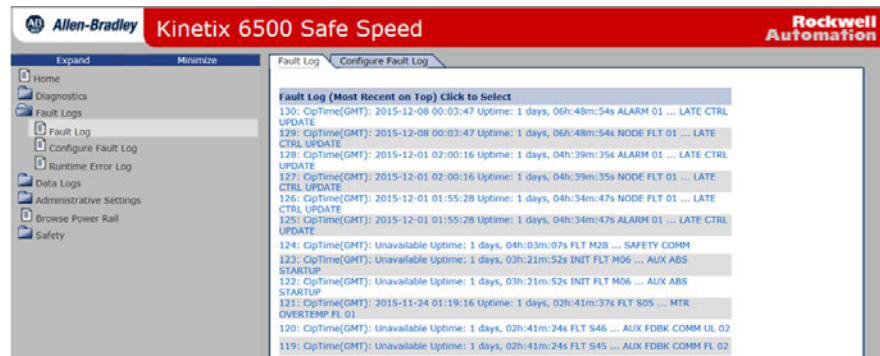 AB Allen-Bradley Kinetix 6500 Safe Speed Rockwell
Automation
Expand Minimize
Home
Diagnostics
Fault Logs
Fault Log
Configure Fault Log
Runtime Error Log
Data Logs
Administrative Settings
Browse Power Rail
Safety
Fault Log Configure Fault Log
Fault Log (Most Recent on Top) Click to Select
130: CipTime(GMT): 2015-12-08 00:03:47 Uptime: 1 days, 06h:48m:54s ALARM 01 ... LATE CTRL
UPDATE
129: CipTime(GMT): 2015-12-08 00:03:47 Uptime: 1 days, 06h:48m:54s NODE FLT 01 ... LATE
CTRL UPDATE
128: CipTime(GMT): 2015-12-01 02:00:16 Uptime: 1 days, 04h:39m:35s ALARM 01 ... LATE CTRL
UPDATE
127: CipTime(GMT): 2015-12-01 02:00:16 Uptime: 1 days, 04h:39m:35s NODE FLT 01 ... LATE
CTRL UPDATE
126: CipTime(GMT): 2015-12-01 01:55:28 Uptime: 1 days, 04h:34m:47s NODE FLT 01 ... LATE
CTRL UPDATE
125: CipTime(GMT): 2015-12-01 01:55:28 Uptime: 1 days, 04h:34m:47s ALARM 01 ... LATE CTRL
UPDATE
124: CipTime(GMT): Unavailable Uptime: 1 days, 04h:03m:07s FLT M28 ... SAFETY COMM
123: CipTime(GMT): Unavailable Uptime: 1 days, 03h:21m:52s INIT FLT M06 ... AUX ABS
STARTUP
122: CipTime(GMT): Unavailable Uptime: 1 days, 03h:21m:52s INIT FLT M06 ... AUX ABS
STARTUP
121: CipTime(GMT): 2015-11-24 01:19:16 Uptime: 1 days, 02h:41m:37s FLT S05 ... MTR
OVERTEMP FL 01
120: CipTime(GMT): Unavailable Uptime: 1 days, 02h:41m:24s FLT S46 ... AUX FDBK COMM UL 02
119: CipTime(GMT): Unavailable Uptime: 1 days, 02h:41m:24s FLT S45 ... AUX FDBK COMM FL 02